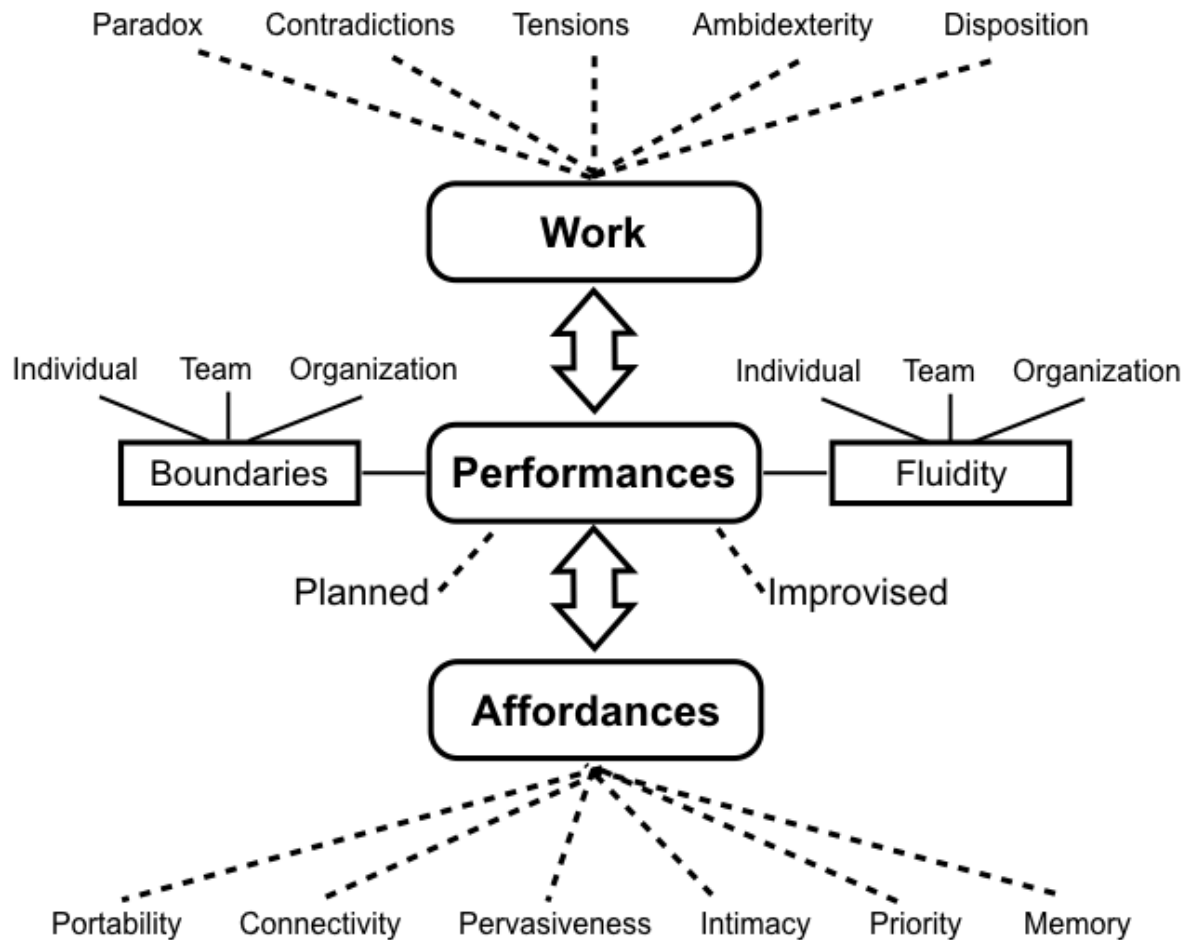 Paradox Contradictions Tensions Ambidexterity Disposition
Work
Individual Team Organization Individual Team Organization
Boundaries Performances Fluidity
Planned Improvised
Affordances
Portability Connectivity Pervasiveness Intimacy Priority Memory